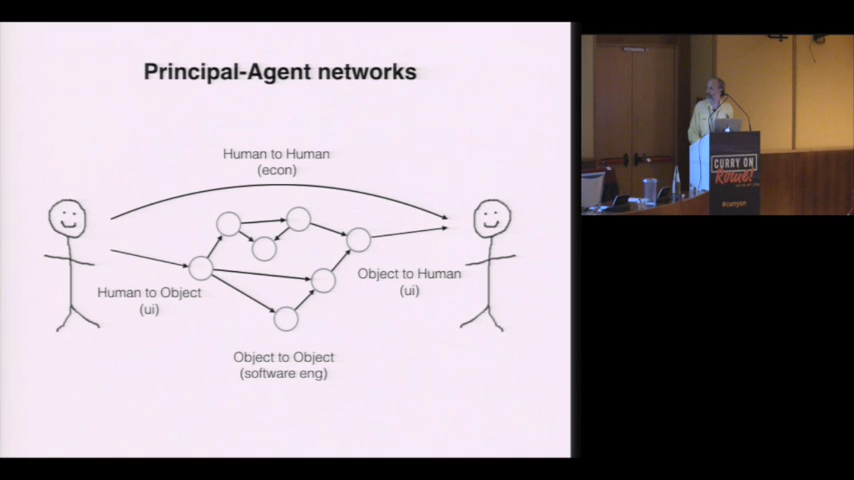 Principal-Agent networks
Human to Human
(econ)
Human to Object
(ui)
Object to Human
(ui)
Object to Object
(software eng)
CURRY ON
Rome!
#curryon